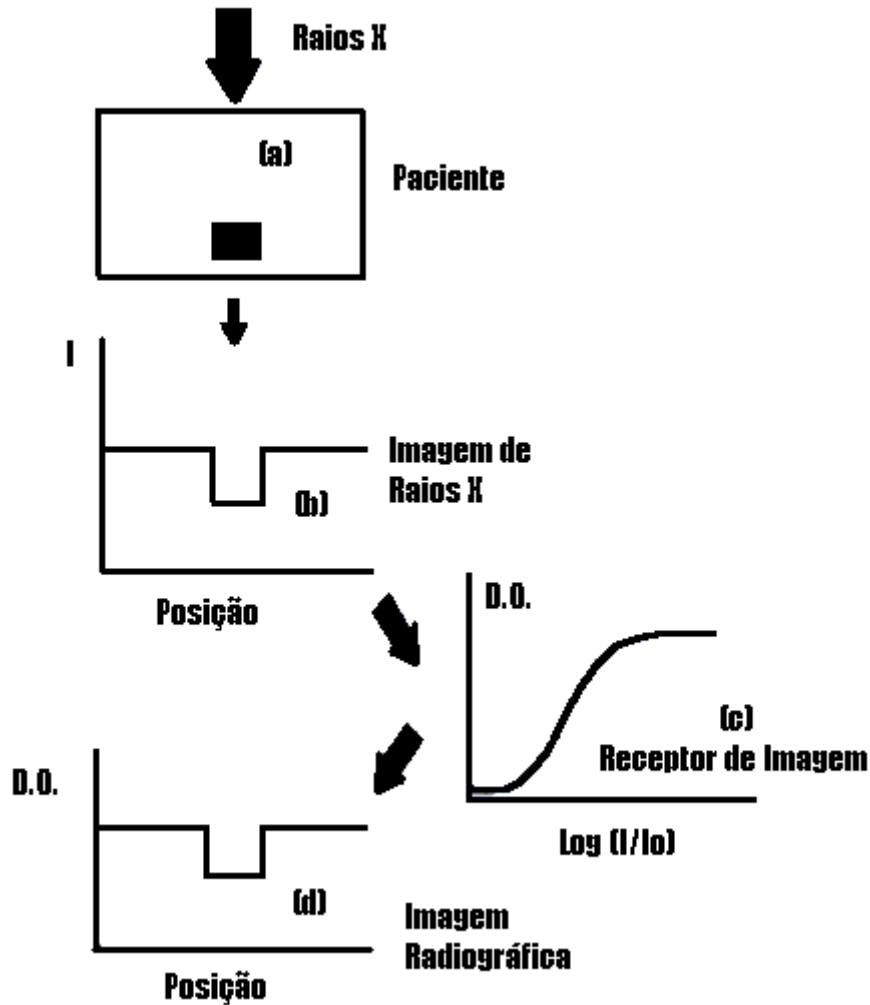 Raios X
(a)
Paciente
I
Imagem de
Raios X
(b)
Posição
D.O.
(c)
Receptor de Imagem
Log (I/Io)
D.O.
(d)
Imagem
Radiográfica
Posição